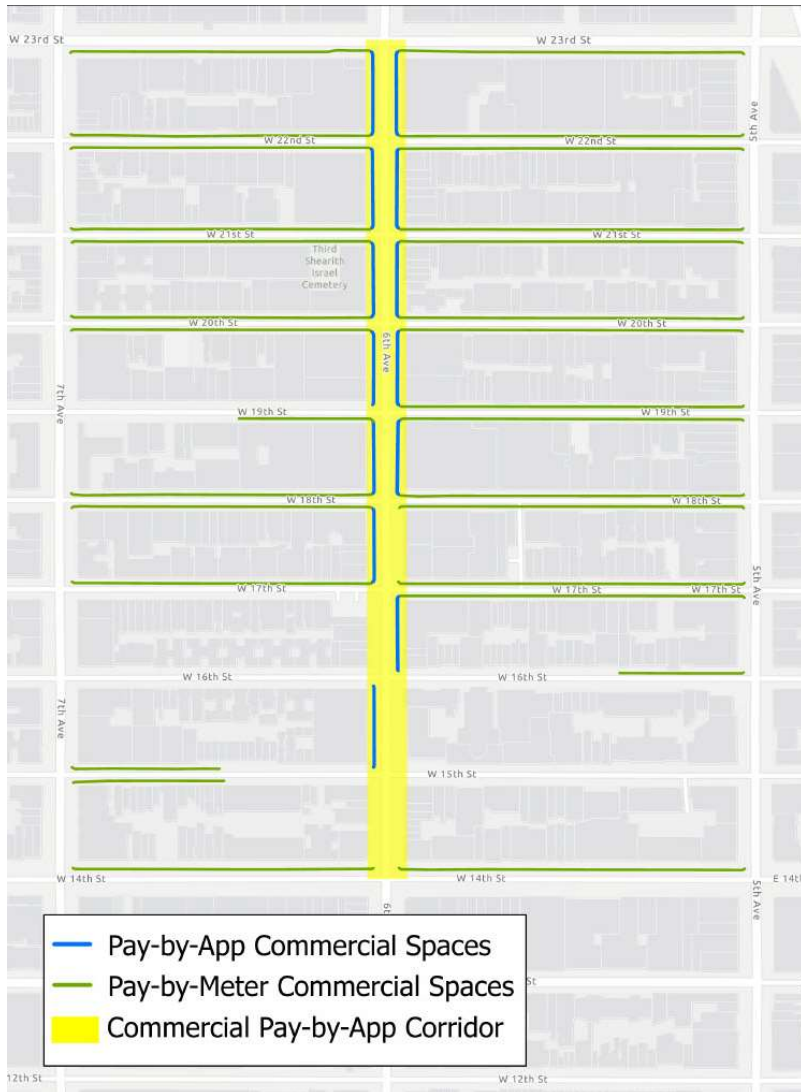 W 23rd St
W 23rd St
5th Ave
W 22nd St
W 22nd St
W 21st St
W 21st St
Third
Shearith
Israel
Cemetery
W 20th St
W 20th St
6th Ave
7th Ave
W 19th St
W 19th St
W 18th St
W 18th St
5th Ave
W 17th St
W 17th St
W 17th St
W 16th St
W 16th St
7th Ave
W 15th St
W 14th St
W 14th St
E 14t
5th Ave
6t
Pay-by-App Commercial Spaces
St
Pay-by-Meter Commercial Spaces
Commercial Pay-by-App Corridor
12th St
W 12th St